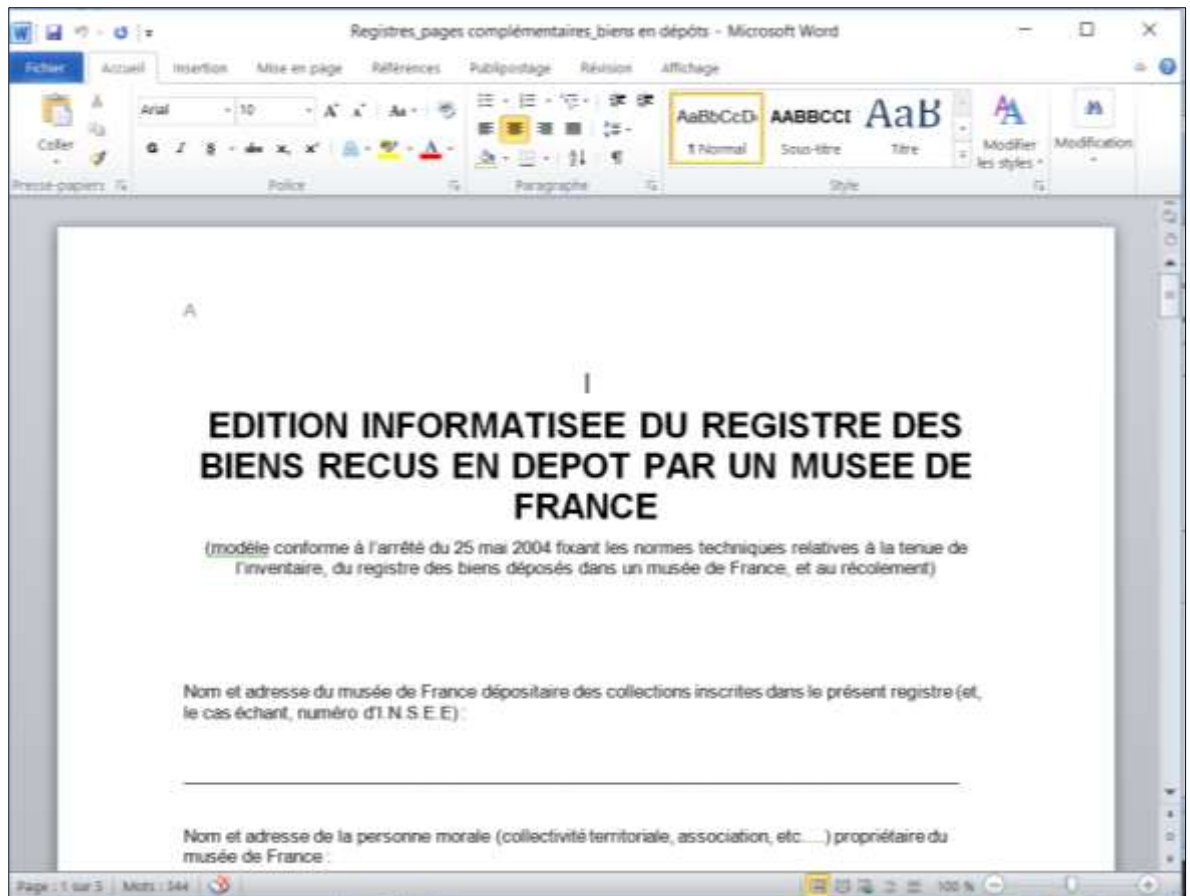 Registres_pages complémentaires_biens en dépôts - Microsoft Word
Fichier Accueil Insertion Mise en page Références Publipostage Révision Affichage
Coller
Arial 10
AaBbCcD AABBCCI AaB
¶ Normal Sous-titre Titre
Modifier les styles
Modification
Presse-papiers Police Paragraphe Style
A
EDITION INFORMATISEE DU REGISTRE DES
BIENS RECUS EN DEPOT PAR UN MUSEE DE
FRANCE
(modèle conforme à l'arrêté du 25 mai 2004 fixant les normes techniques relatives à la tenue de
l'inventaire, du registre des biens déposés dans un musée de France, et au récolement)
Nom et adresse du musée de France dépositaire des collections inscrites dans le présent registre (et,
le cas échant, numéro d'I.N.S.E.E) :
Nom et adresse de la personne morale (collectivité territoriale, association, etc....) propriétaire du
musée de France :
Page : 1 sur 5 Mots : 344 100 %